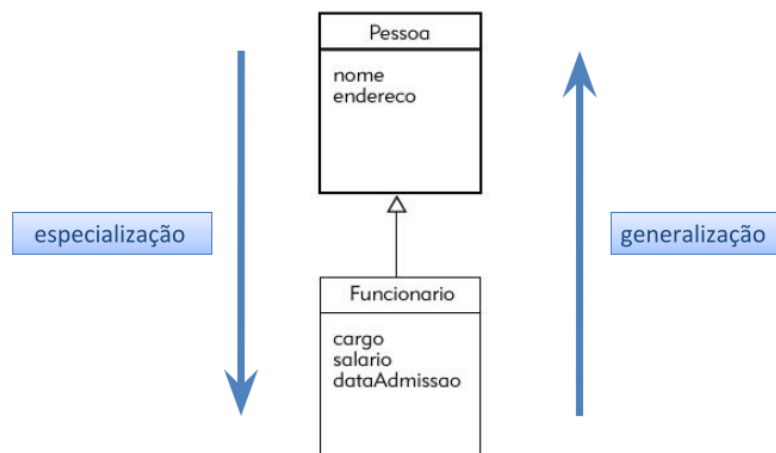 Pessoa
nome
endereco
especialização
generalização
Funcionario
cargo
salario
dataAdmissao